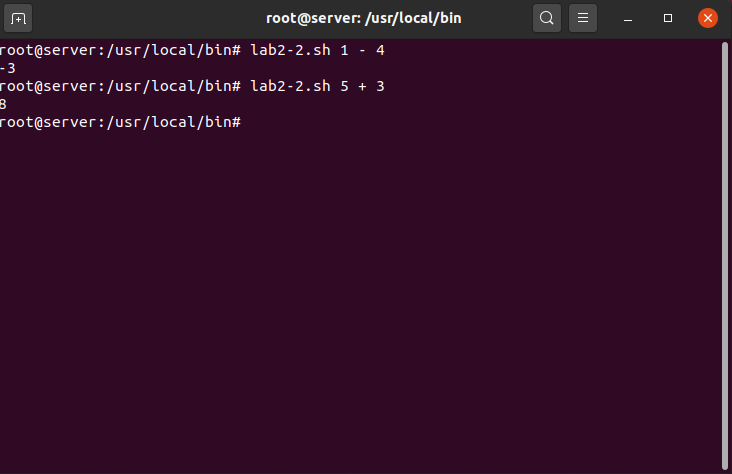 root@server: /usr/local/bin
root@server:/usr/local/bin# lab2-2.sh 1 - 4
-3
root@server:/usr/local/bin# lab2-2.sh 5 + 3
8
root@server:/usr/local/bin#